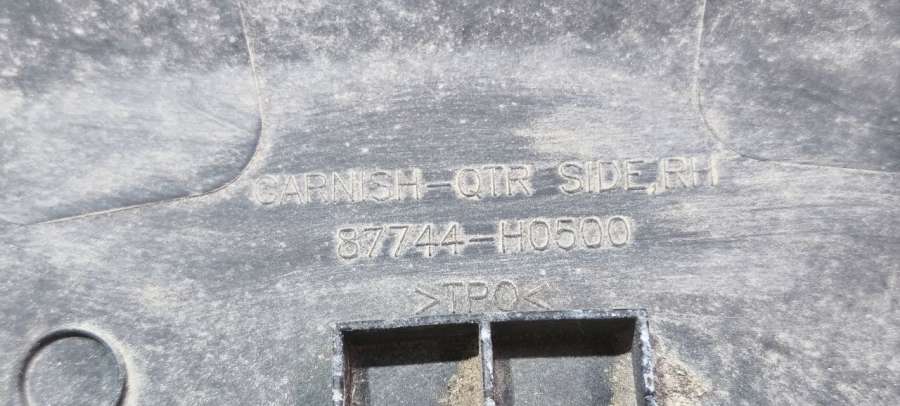 GARNISH-QTR SIDE,RH
87744-H0500
>TPO<